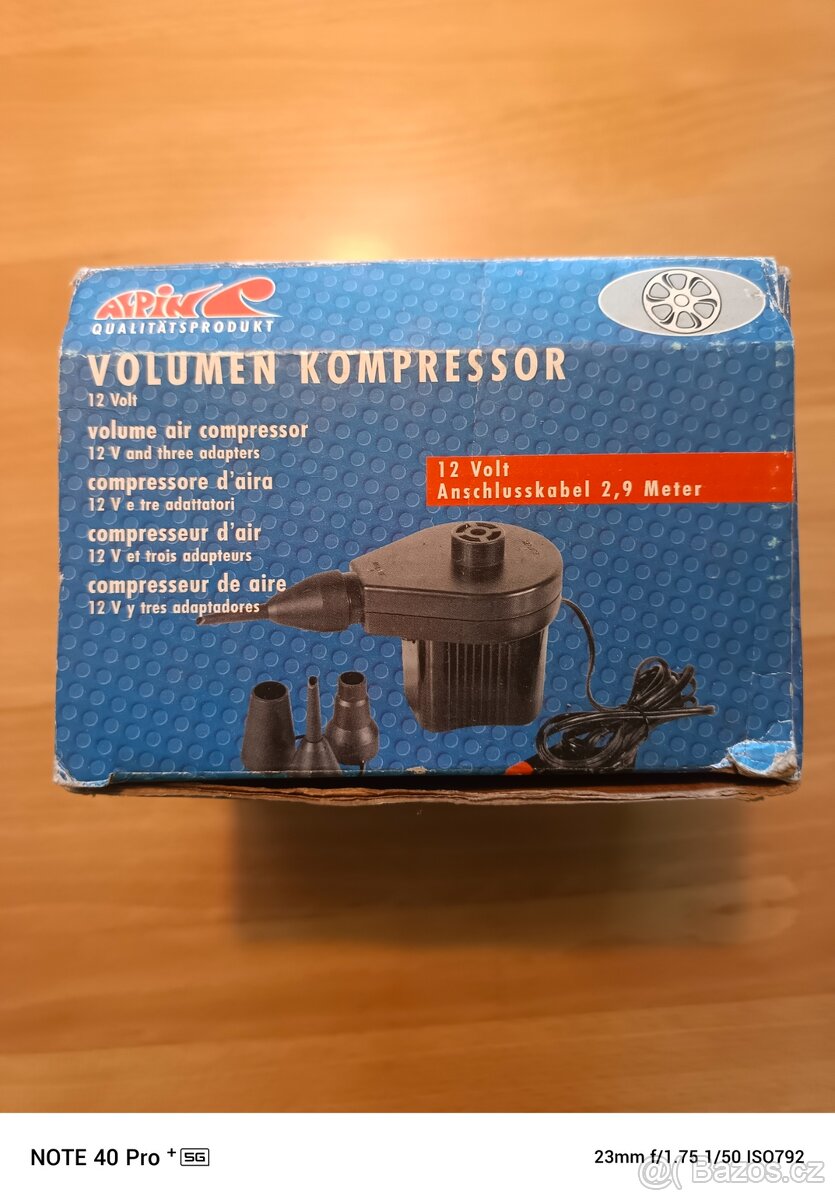 ALPIN
QUALITÄTSPRODUKT
VOLUMEN KOMPRESSOR
12 Volt
volume air compressor
12 V and three adapters
compressore d'aira
12 V e tre adattatori
compresseur d'air
12 V et trois adapteurs
compresseur de aire
12 V y tres adaptadores
12 Volt
Anschlusskabel 2,9 Meter
NOTE 40 Pro + 5G
23mm f/1.75 1/50 ISO792
@( Bazos.cz